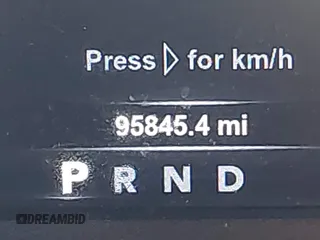 Press ▷ for km/h
95845.4 mi
P R N D
DREAMBID